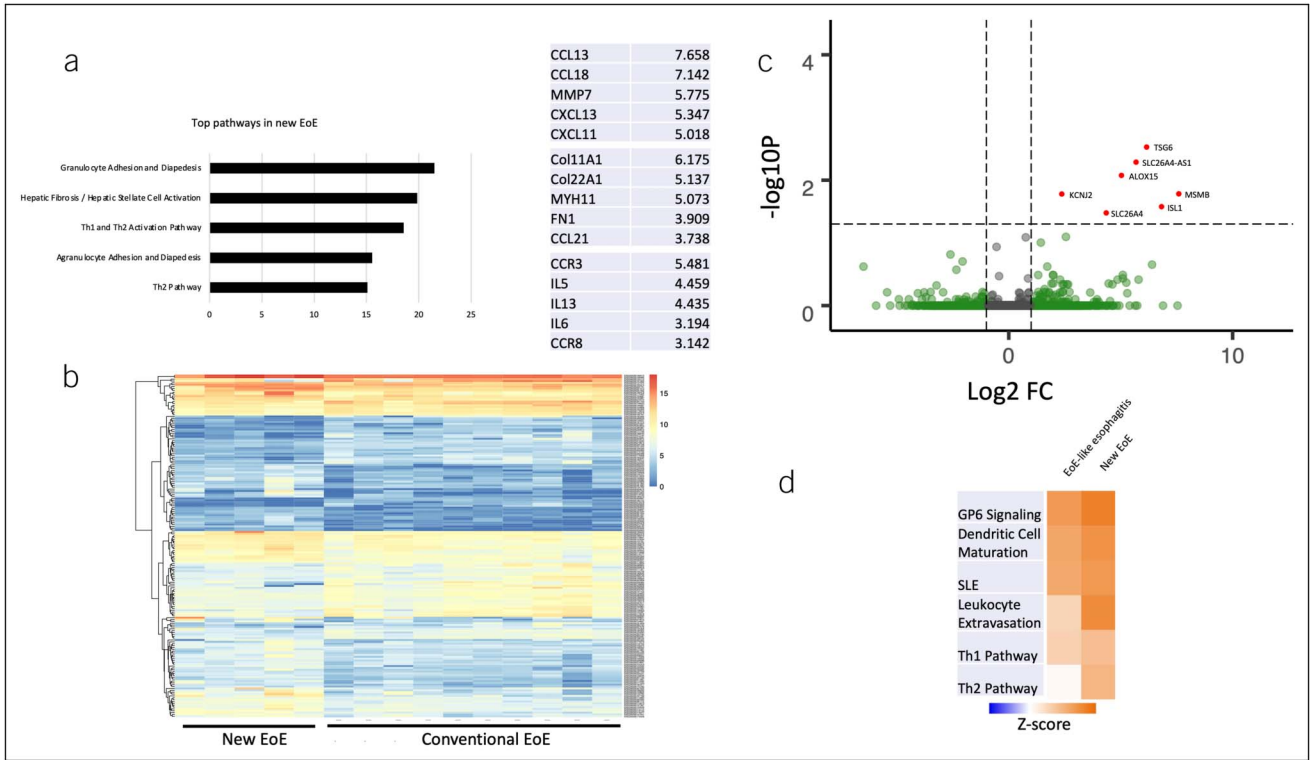 a
Top pathways in new EoE
Granulocyte Adhesion and Diapedesis
Hepatic Fibrosis / Hepatic Stellate Cell Activation
Th1 and Th2 Activation Pathway
Agranulocyte Adhesion and Diapedesis
Th2 Pathway
0 5 10 15 20 25
CCL13 7.658
CCL18 7.142
MMP7 5.775
CXCL13 5.347
CXCL11 5.018
Col11A1 6.175
Col22A1 5.137
MYH11 5.073
FN1 3.909
CCL21 3.738
CCR3 5.481
IL5 4.459
IL13 4.435
IL6 3.194
CCR8 3.142
b
15
10
5
0
New EoE
Conventional EoE
c
-log10P
4
2
0
TSG6
SLC26A4-AS1
ALOX15
KCNJ2
MSMB
ISL1
SLC26A4
0 10
Log2 FC
d
EoE-like esophagitis
New EoE
GP6 Signaling
Dendritic Cell
Maturation
SLE
Leukocyte
Extravasation
Th1 Pathway
Th2 Pathway
Z-score